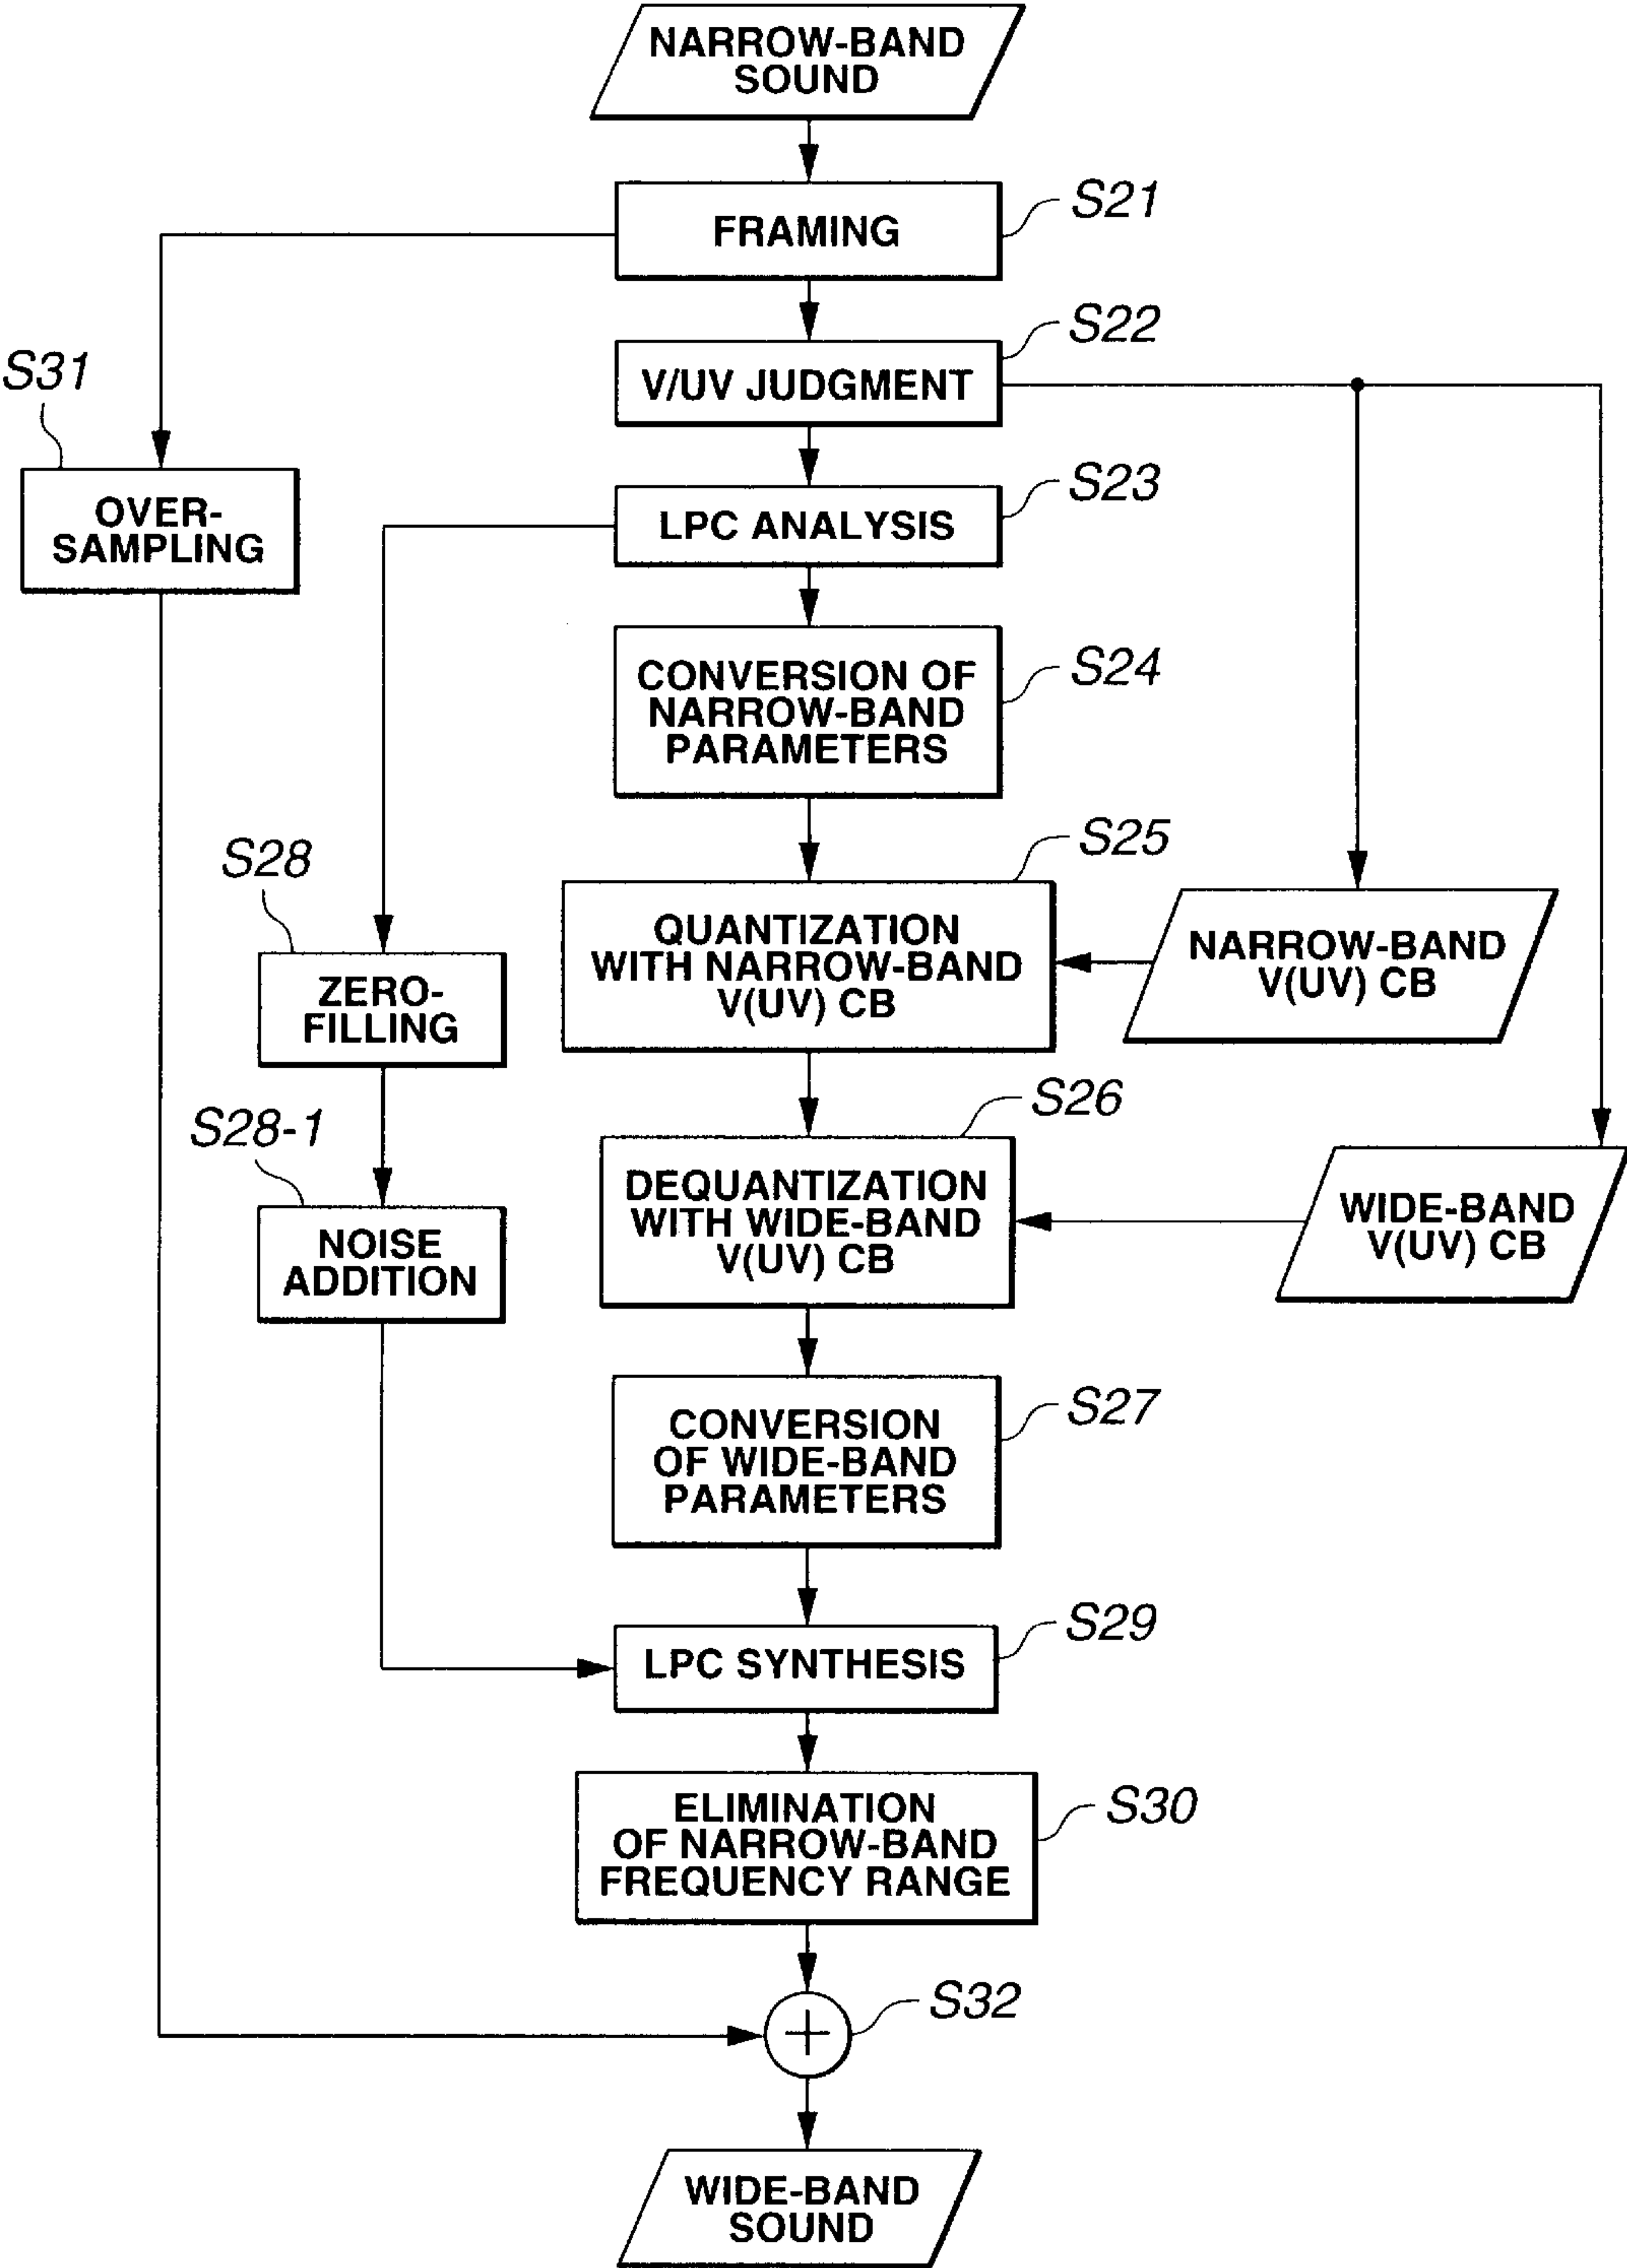 NARROW-BAND
SOUND
S21
FRAMING
S22
V/UV JUDGMENT
S31
OVER-
SAMPLING
S23
LPC ANALYSIS
S24
CONVERSION OF
NARROW-BAND
PARAMETERS
S25
QUANTIZATION
WITH NARROW-BAND
V(UV) CB
NARROW-BAND
V(UV) CB
S28
ZERO-
FILLING
S26
DEQUANTIZATION
WITH WIDE-BAND
V(UV) CB
WIDE-BAND
V(UV) CB
S28-1
NOISE
ADDITION
S27
CONVERSION
OF WIDE-BAND
PARAMETERS
S29
LPC SYNTHESIS
S30
ELIMINATION
OF NARROW-BAND
FREQUENCY RANGE
S32
+
WIDE-BAND
SOUND